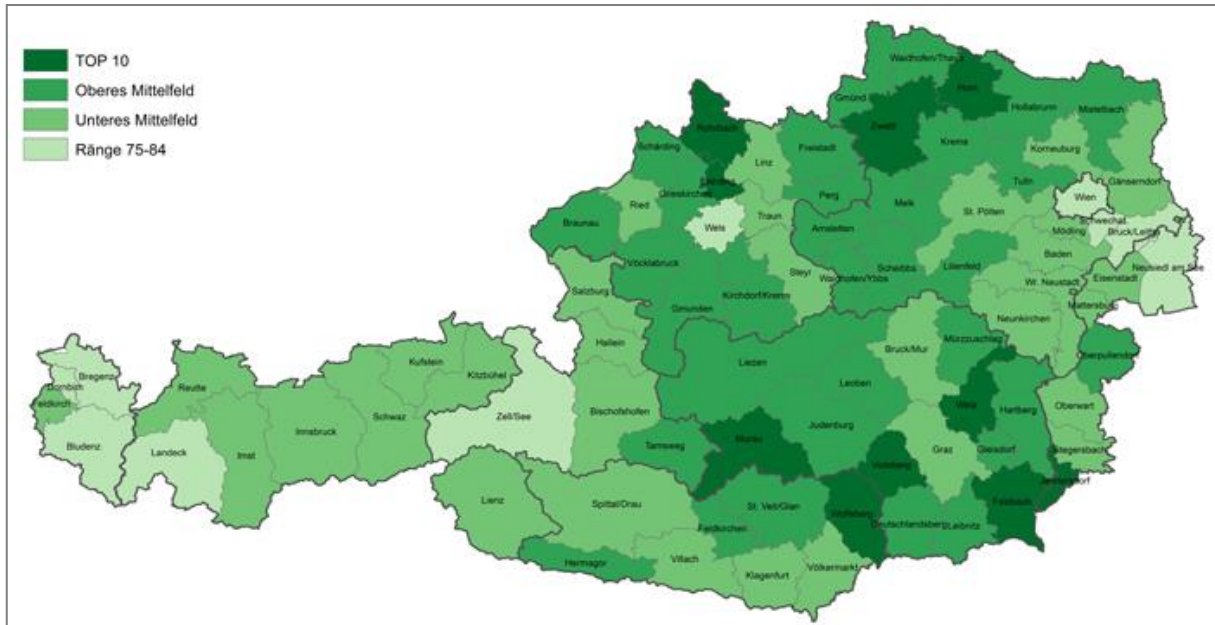 TOP 10
Oberes Mittelfeld
Unteres Mittelfeld
Ränge 75-84
Waidhofen/Thaya
Horn
Gmünd
Hollabrunn
Mistelbach
Zwettl
Rohrbach
Schärding
Linz
Freistadt
Krems
Korneuburg
Eferding
Grieskirchen
Perg
Tulln
Gänserndorf
Ried
Traun
Melk
St. Pölten
Wien
Schwechat
Braunau
Wels
Amstetten
Mödling
Bruck/Leitha
Baden
Vöcklabruck
Steyr
Waidhofen/Ybbs
Scheibbs
Lilienfeld
Neusiedl am See
Eisenstadt
Salzburg
Kirchdorf/Krems
Wr. Neustadt
Gmunden
Neunkirchen
Mattersburg
Hallein
Bruck/Mur
Mürzzuschlag
Kufstein
Liezen
Oberpullendorf
Bregenz
Dornbirn
Reutte
Kitzbühel
Leoben
Feldkirch
Schwaz
Zell/See
Bischofshofen
Weiz
Hartberg
Oberwart
Innsbruck
Judenburg
Bludenz
Landeck
Imst
Tamsweg
Murau
Voitsberg
Graz
Gleisdorf
Stegersbach
Jennersdorf
Lienz
Spittal/Drau
St. Veit/Glan
Wolfsberg
Feldbach
Feldkirchen
Deutschlandsberg
Leibnitz
Hermagor
Villach
Klagenfurt
Völkermarkt